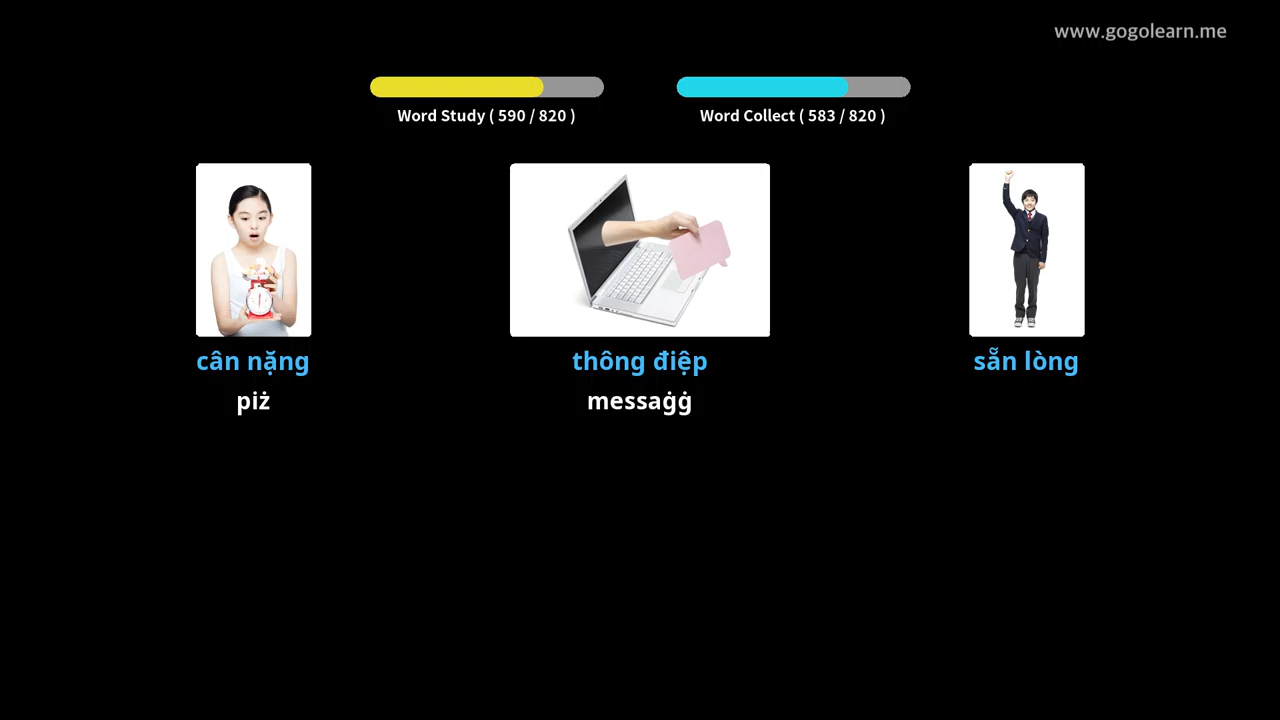 www.gogolearn.me
Word Study ( 590 / 820 )
Word Collect ( 583 / 820 )
cân nặng
thông điệp
sẵn lòng
piż
messaġġ